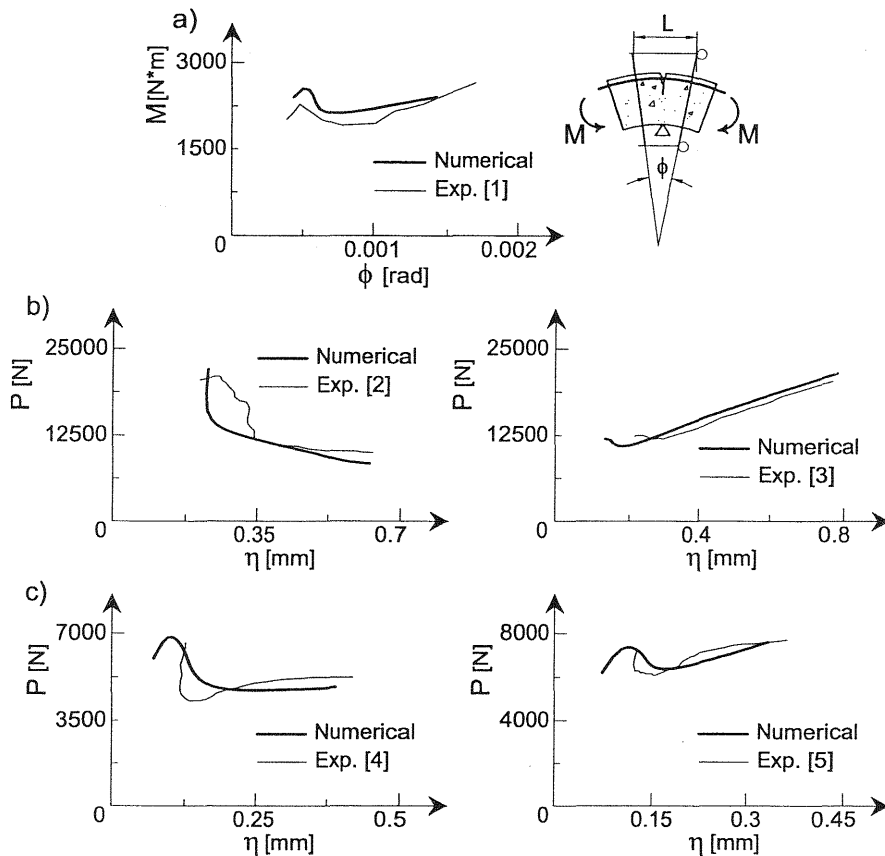 a)
M [N*m]
3000
1500
0
0.001
0.002
ϕ [rad]
Numerical
Exp. [1]
L
M
M
ϕ
b)
P [N]
25000
12500
0
0.35
0.7
η [mm]
Numerical
Exp. [2]
P [N]
25000
12500
0
0.4
0.8
η [mm]
Numerical
Exp. [3]
c)
P [N]
7000
3500
0
0.25
0.5
η [mm]
Numerical
Exp. [4]
P [N]
8000
4000
0
0.15
0.3
0.45
η [mm]
Numerical
Exp. [5]